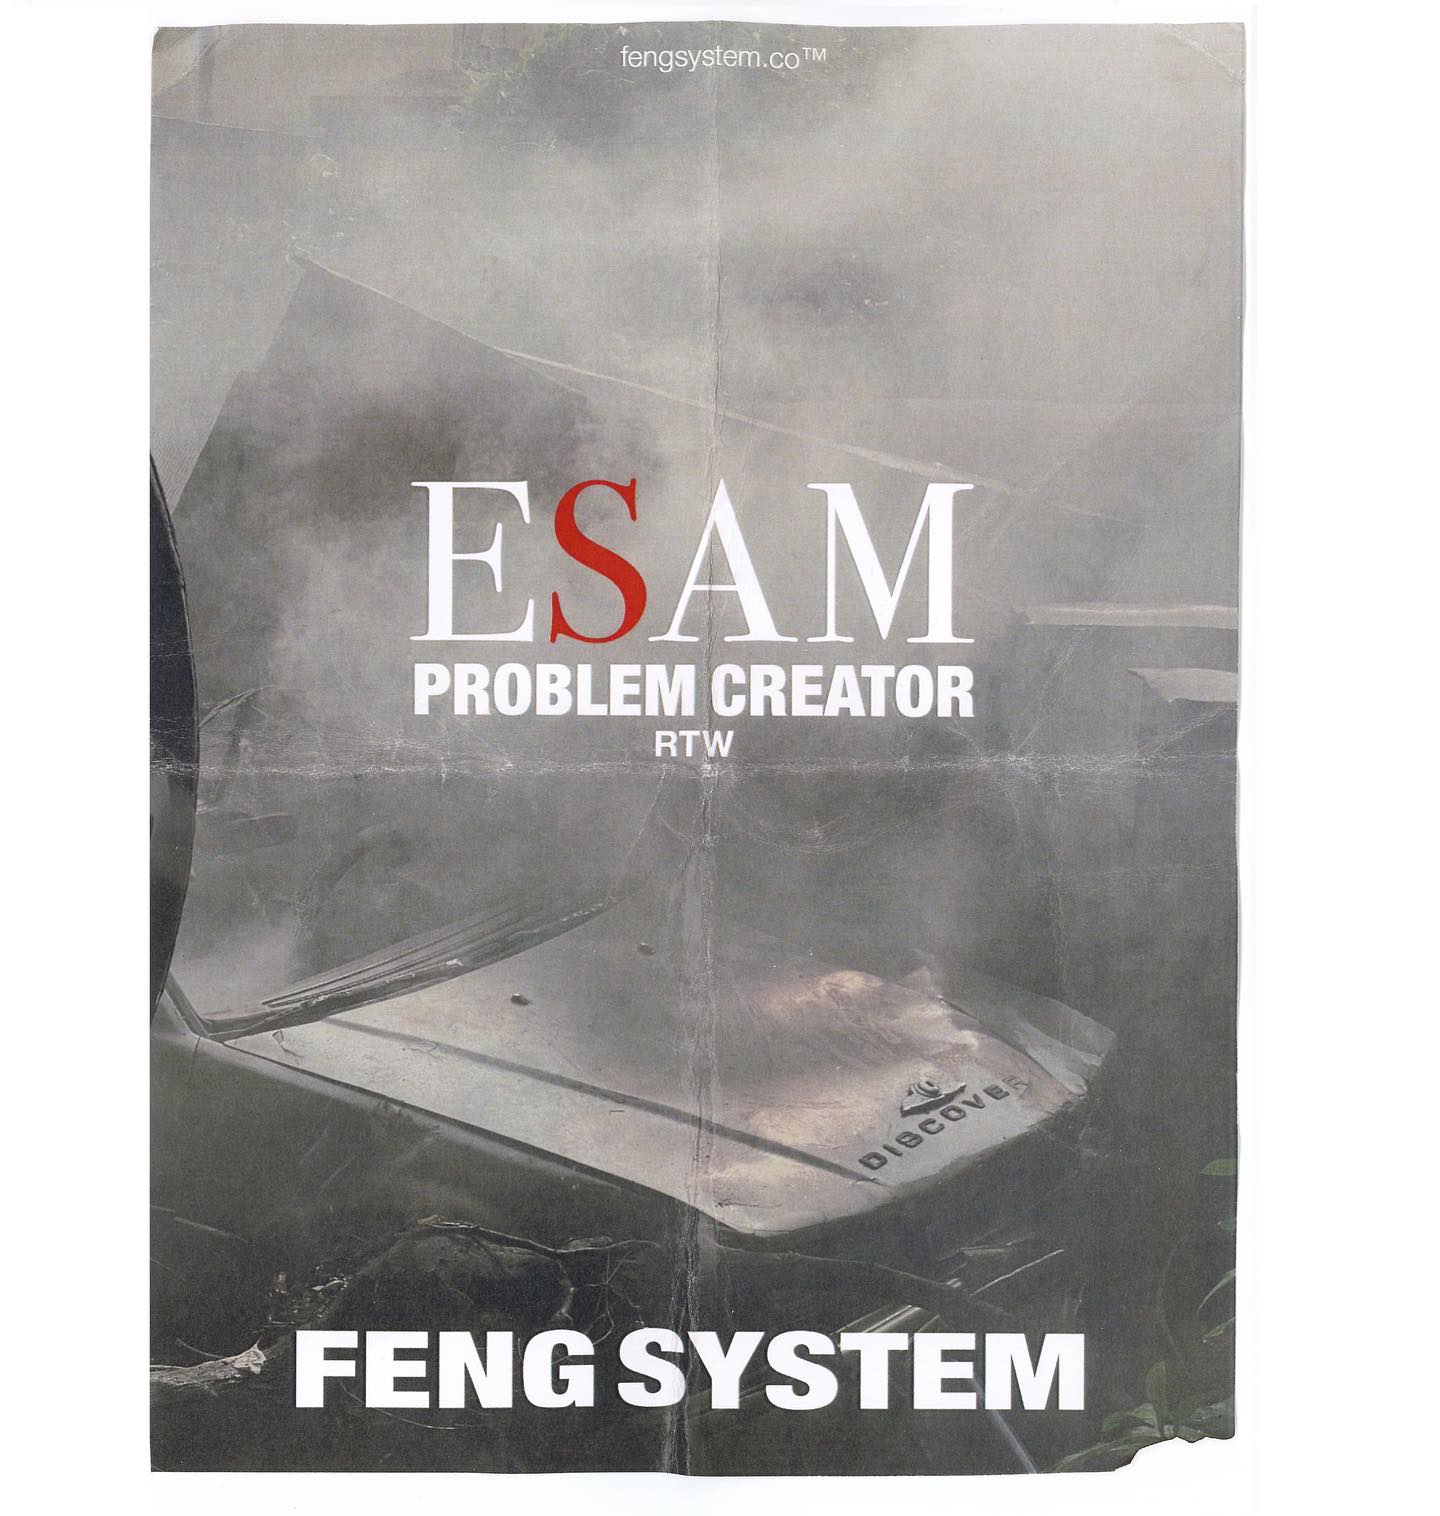 fengsystem.co™
ESAM
PROBLEM CREATOR
RTW
DISCOVER
FENG SYSTEM